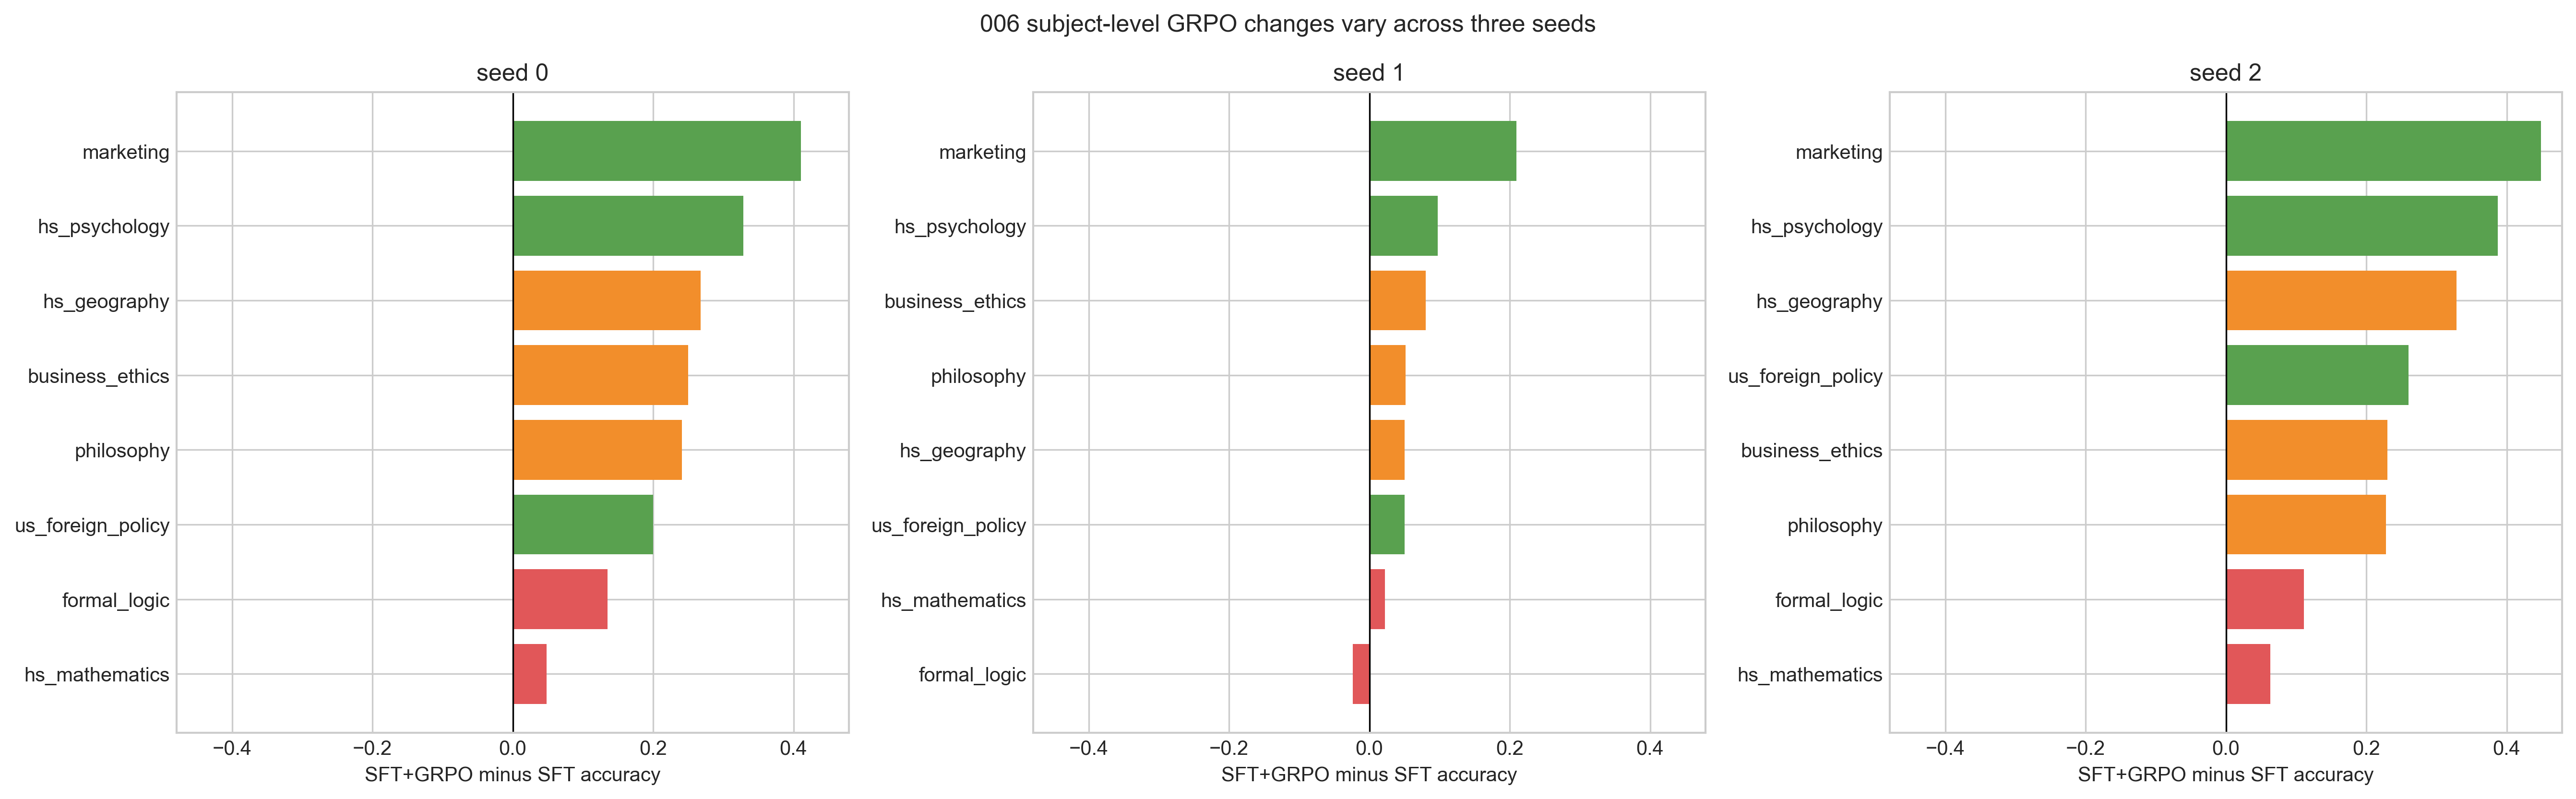 006 subject-level GRPO changes vary across three seeds
seed 0
marketing
hs_psychology
hs_geography
business_ethics
philosophy
us_foreign_policy
formal_logic
hs_mathematics
−0.4 −0.2 0.0 0.2 0.4
SFT+GRPO minus SFT accuracy
seed 1
marketing
hs_psychology
business_ethics
philosophy
hs_geography
us_foreign_policy
hs_mathematics
formal_logic
−0.4 −0.2 0.0 0.2 0.4
SFT+GRPO minus SFT accuracy
seed 2
marketing
hs_psychology
hs_geography
us_foreign_policy
business_ethics
philosophy
formal_logic
hs_mathematics
−0.4 −0.2 0.0 0.2 0.4
SFT+GRPO minus SFT accuracy